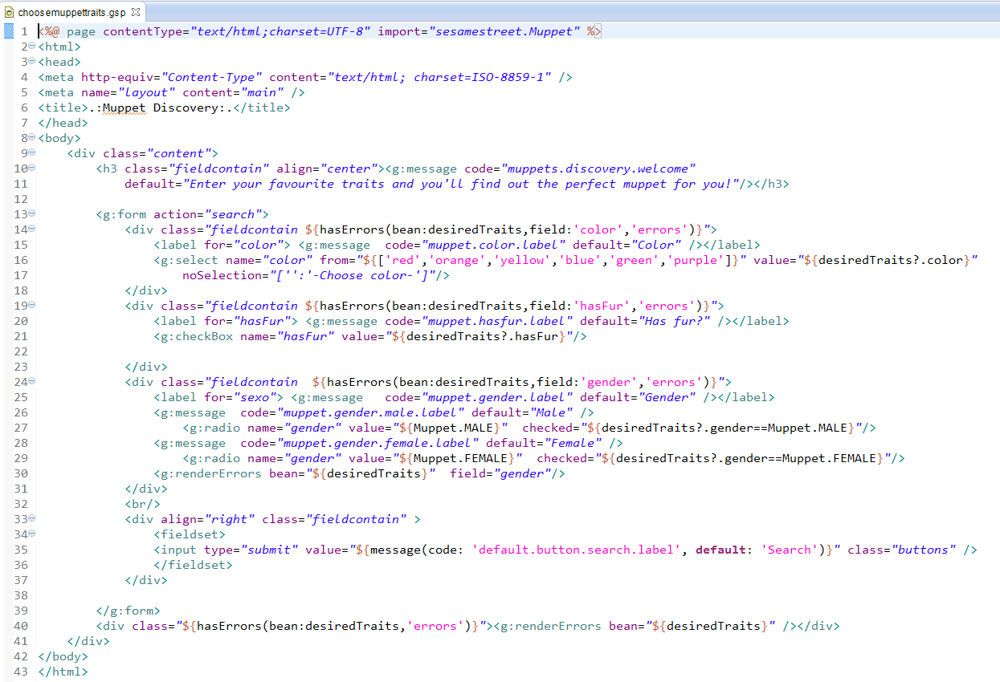 choosemuppettraits.gsp
1 <%@ page contentType="text/html;charset=UTF-8" import="sesamestreet.Muppet" %>
2 <html>
3 <head>
4 <meta http-equiv="Content-Type" content="text/html; charset=ISO-8859-1" />
5 <meta name="layout" content="main" />
6 <title>.:Muppet Discovery:.</title>
7 </head>
8 <body>
9     <div class="content">
10         <h3 class="fieldcontain" align="center"><g:message code="muppets.discovery.welcome"
11             default="Enter your favourite traits and you'll find out the perfect muppet for you!"/></h3>
12
13         <g:form action="search">
14             <div class="fieldcontain ${hasErrors(bean:desiredTraits,field:'color','errors')}">
15                 <label for="color"> <g:message  code="muppet.color.label" default="Color" /></label>
16                 <g:select name="color" from="${['red','orange','yellow','blue','green','purple']}" value="${desiredTraits?.color}"
17                     noSelection="['':'-Choose color-']"/>
18             </div>
19             <div class="fieldcontain ${hasErrors(bean:desiredTraits,field:'hasFur','errors')}">
20                 <label for="hasFur"> <g:message code="muppet.hasfur.label" default="Has fur?" /></label>
21                 <g:checkBox name="hasFur" value="${desiredTraits?.hasFur}"/>
22
23             </div>
24             <div class="fieldcontain  ${hasErrors(bean:desiredTraits,field:'gender','errors')}">
25                 <label for="sexo"> <g:message   code="muppet.gender.label" default="Gender" /></label>
26                 <g:message  code="muppet.gender.male.label" default="Male" />
27                     <g:radio name="gender" value="${Muppet.MALE}"  checked="${desiredTraits?.gender==Muppet.MALE}"/>
28                 <g:message  code="muppet.gender.female.label" default="Female" />
29                     <g:radio name="gender" value="${Muppet.FEMALE}"  checked="${desiredTraits?.gender==Muppet.FEMALE}"/>
30                 <g:renderErrors bean="${desiredTraits}"  field="gender"/>
31             </div>
32             <br/>
33             <div align="right" class="fieldcontain" >
34                 <fieldset>
35                 <input type="submit" value="${message(code: 'default.button.search.label', default: 'Search')}" class="buttons" />
36                 </fieldset>
37             </div>
38
39         </g:form>
40         <div class="${hasErrors(bean:desiredTraits,'errors')}"><g:renderErrors bean="${desiredTraits}" /></div>
41     </div>
42 </body>
43 </html>